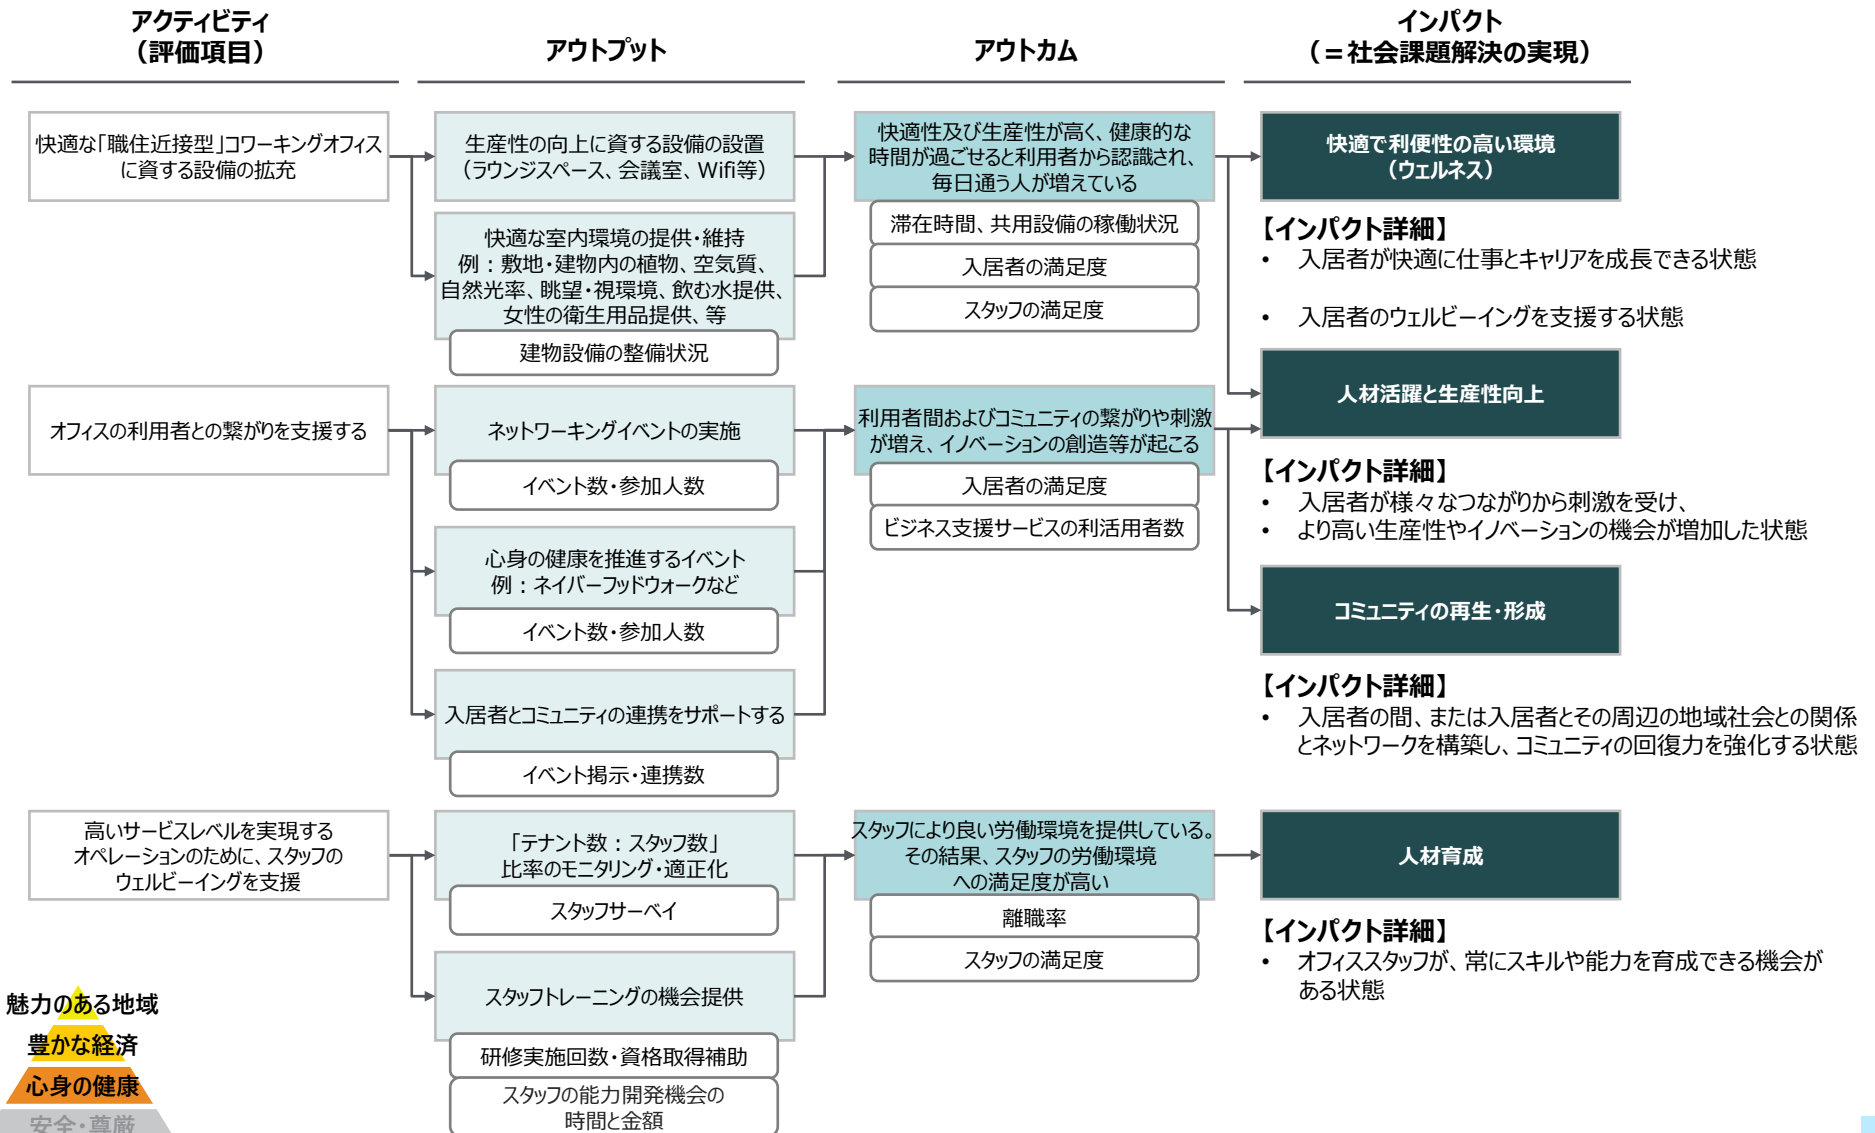 アクティビティ
（評価項目）
アウトプット
アウトカム
インパクト
（＝社会課題解決の実現）
快適な「職住近接型」コワーキングオフィス
に資する設備の拡充
生産性の向上に資する設備の設置
（ラウンジスペース、会議室、Wifi等）
快適な室内環境の提供・維持
例：敷地・建物内の植物、空気質、
自然光率、眺望・視環境、飲む水提供、
女性の衛生用品提供、等
建物設備の整備状況
快適性及び生産性が高く、健康的な
時間が過ごせると利用者から認識され、
毎日通う人が増えている
滞在時間、共用設備の稼働状況
入居者の満足度
スタッフの満足度
快適で利便性の高い環境
（ウェルネス）
【インパクト詳細】
• 入居者が快適に仕事とキャリアを成長できる状態
• 入居者のウェルビーイングを支援する状態
オフィスの利用者との繋がりを支援する
ネットワーキングイベントの実施
イベント数・参加人数
心身の健康を推進するイベント
例：ネイバーフッドウォークなど
イベント数・参加人数
入居者とコミュニティの連携をサポートする
イベント掲示・連携数
利用者間およびコミュニティの繋がりや刺激
が増え、イノベーションの創造等が起こる
入居者の満足度
ビジネス支援サービスの利活用者数
人材活躍と生産性向上
【インパクト詳細】
• 入居者が様々なつながりから刺激を受け、
• より高い生産性やイノベーションの機会が増加した状態
コミュニティの再生・形成
【インパクト詳細】
• 入居者の間、または入居者とその周辺の地域社会との関係
とネットワークを構築し、コミュニティの回復力を強化する状態
高いサービスレベルを実現する
オペレーションのために、スタッフの
ウェルビーイングを支援
「テナント数：スタッフ数」
比率のモニタリング・適正化
スタッフサーベイ
スタッフトレーニングの機会提供
研修実施回数・資格取得補助
スタッフの能力開発機会の
時間と金額
スタッフにより良い労働環境を提供している。
その結果、スタッフの労働環境
への満足度が高い
離職率
スタッフの満足度
人材育成
【インパクト詳細】
• オフィススタッフが、常にスキルや能力を育成できる機会が
ある状態
魅力のある地域
豊かな経済
心身の健康
安全・尊厳